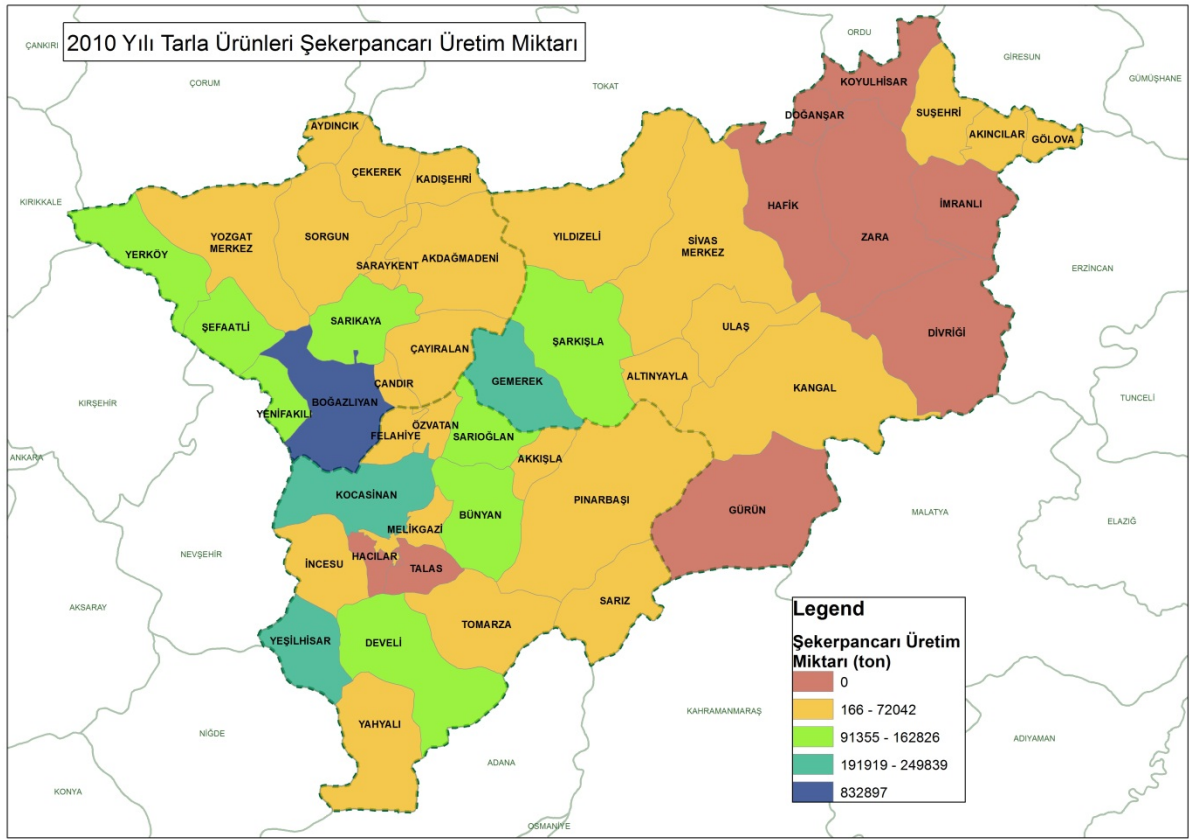 2010 Yılı Tarla Ürünleri Şekerpancarı Üretim Miktarı
ÇANKIRI
ÇORUM
TOKAT
ORDU
GİRESUN
GÜMÜŞHANE
KOYULHİSAR
DOĞANŞAR
SUŞEHRİ
AKINCILAR
GÖLOVA
AYDINCIK
ÇEKEREK
KADIŞEHRİ
KIRIKKALE
HAFİK
İMRANLI
YERKÖY
YOZGAT
MERKEZ
SORGUN
SARAYKENT
AKDAĞMADENİ
YILDIZELİ
SİVAS
MERKEZ
ZARA
ERZİNCAN
ŞEFAATLİ
SARIKAYA
ÇAYIRALAN
ŞARKIŞLA
ULAŞ
DİVRİĞİ
GEMEREK
ALTINYAYLA
KANGAL
ÇANDIR
BOĞAZLIYAN
YENİFAKILI
KIRŞEHİR
TUNCELİ
FELAHİYE
ÖZVATAN
SARIOĞLAN
AKKIŞLA
ANKARA
KOCASİNAN
BÜNYAN
PINARBAŞI
GÜRÜN
MALATYA
ELAZIĞ
MELİKGAZİ
NEVŞEHİR
İNCESU
HACILAR
TALAS
SARIZ
AKSARAY
YEŞİLHİSAR
DEVELİ
TOMARZA
YAHYALI
NİĞDE
KAHRAMANMARAŞ
ADIYAMAN
ADANA
KONYA
OSMANİYE
Legend
Şekerpancarı Üretim
Miktarı (ton)
0
166 - 72042
91355 - 162826
191919 - 249839
832897